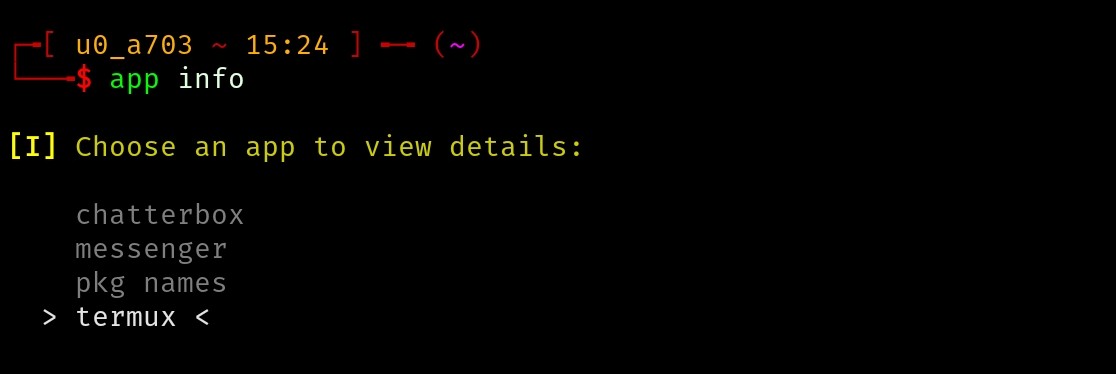 ┌─[ u0_a703 ~ 15:24 ] ── (~)
└───$ app info
[I] Choose an app to view details:
chatterbox
messenger
pkg names
> termux <